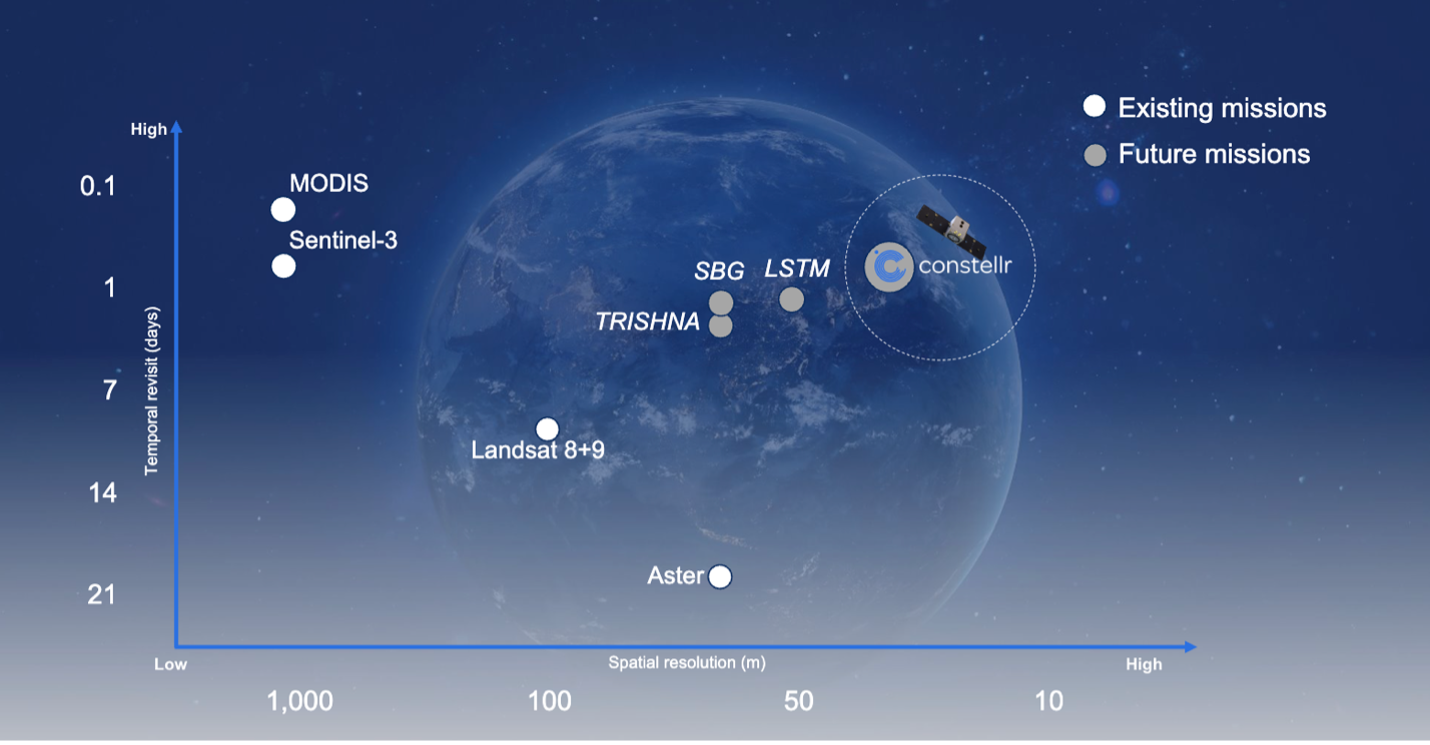 Existing missions
Future missions
High
0.1
MODIS
Sentinel-3
SBG
LSTM
constellr
1
TRISHNA
Temporal revisit (days)
7
Landsat 8+9
14
Aster
21
Low
Spatial resolution (m)
High
1,000
100
50
10